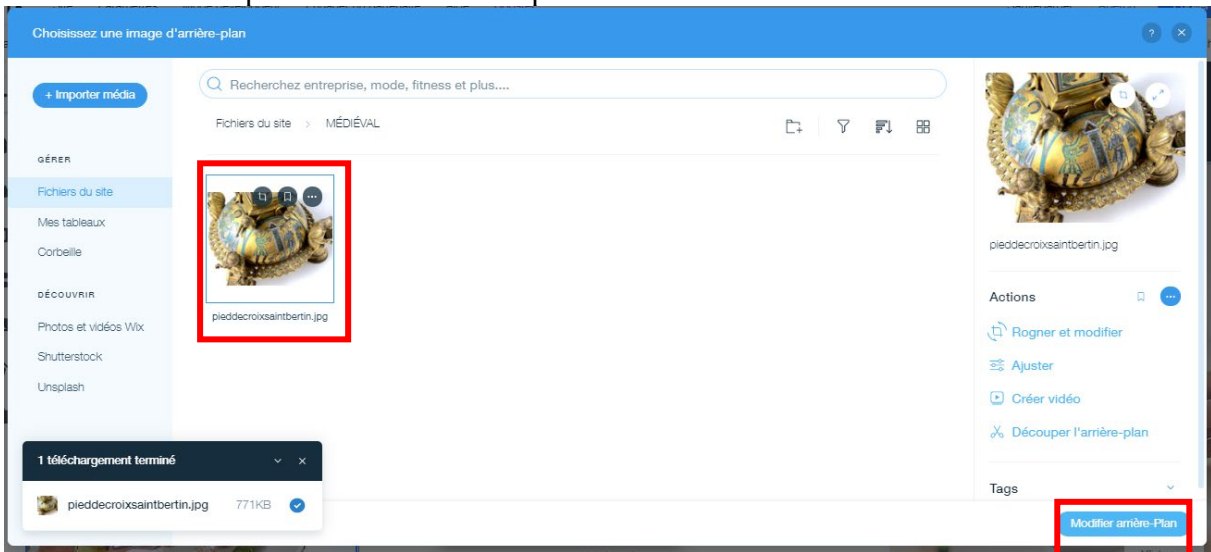 Choisissez une image d'arrière-plan
?
+ Importer média
Recherchez entreprise, mode, fitness et plus....
Fichiers du site > MÉDIÉVAL
GÉRER
Fichiers du site
Mes tableaux
Corbeille
DÉCOUVRIR
Photos et vidéos Wix
Shutterstock
Unsplash
pieddecroixsaintbertin.jpg
pieddecroixsaintbertin.jpg
Actions
Rogner et modifier
Ajuster
Créer vidéo
Découper l'arrière-plan
Tags
1 téléchargement terminé
pieddecroixsaintbertin.jpg 771KB
Modifier arrière-Plan